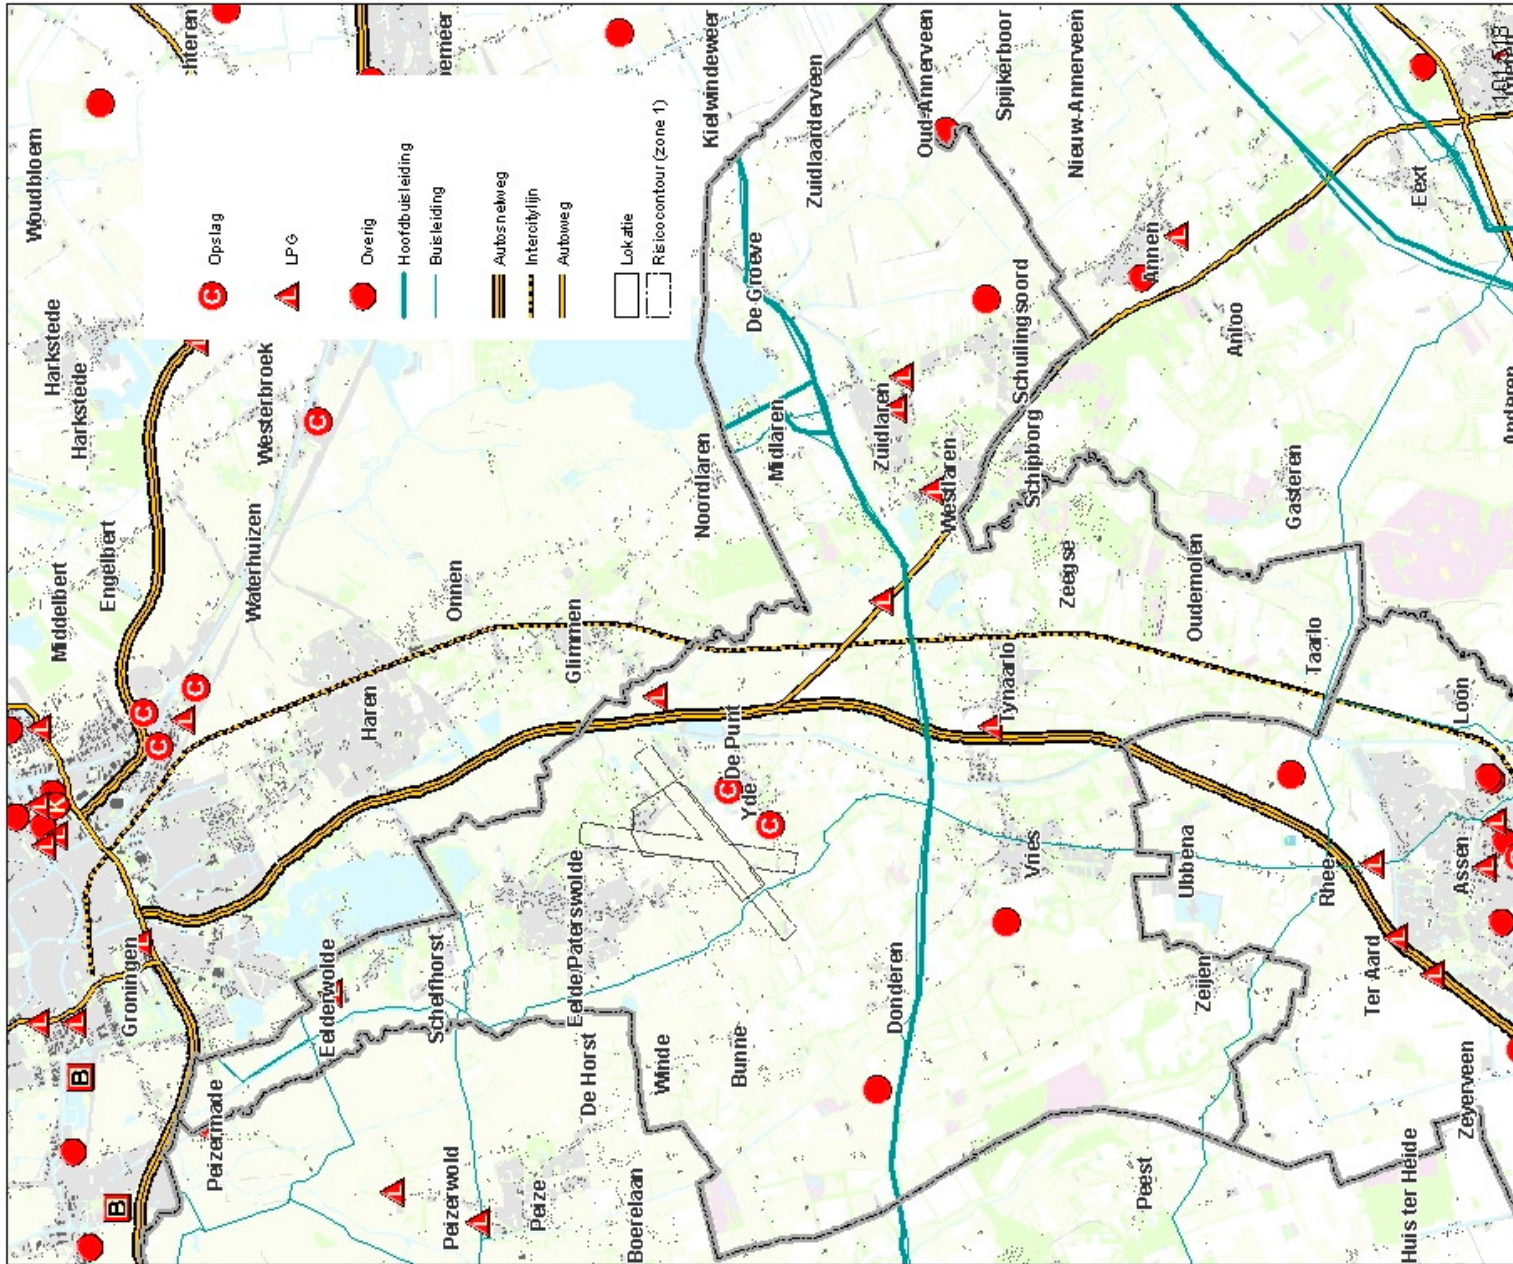 Woudbloem
Harkstede
Harkstede
Middelbert
Engelbert
Westerbroek
Waterhuizen
Groningen
Haren
Onnen
Glimmen
Peizermade
Eelderwolde
Schelfhorst
Eelde/Paterswolde
Peizerwold
Peize
De Horst
Boerelaan
Winde
Bunne
Opslag
LPG
Overig
Hoofdbuisleiding
Buisleiding
Autosnelweg
Intercitylijn
Autoweg
Lokatie
Risicocontour (zone 1)
Kielwindeweer
De Groeve
Zuidlaarderveen
Noordlaren
Midlaren
Zuidlaren
Westlaren
De Punt
Yde
Donderen
Oud-Annerveen
Spijkerboor
Nieuw-Annerveen
Schuilingsoord
Schipborg
Annen
Anloo
Eext
Zeegse
Oudemolen
Gasteren
Anderen
Tynaarlo
Taarlo
Loon
Vries
Ubbena
Rhee
Assen
Zeijen
Ter Aard
Peest
Zeyerveen
Huis ter Heide
C
C
C
C
C
C
C
L
L
L
L
L
B
B
K